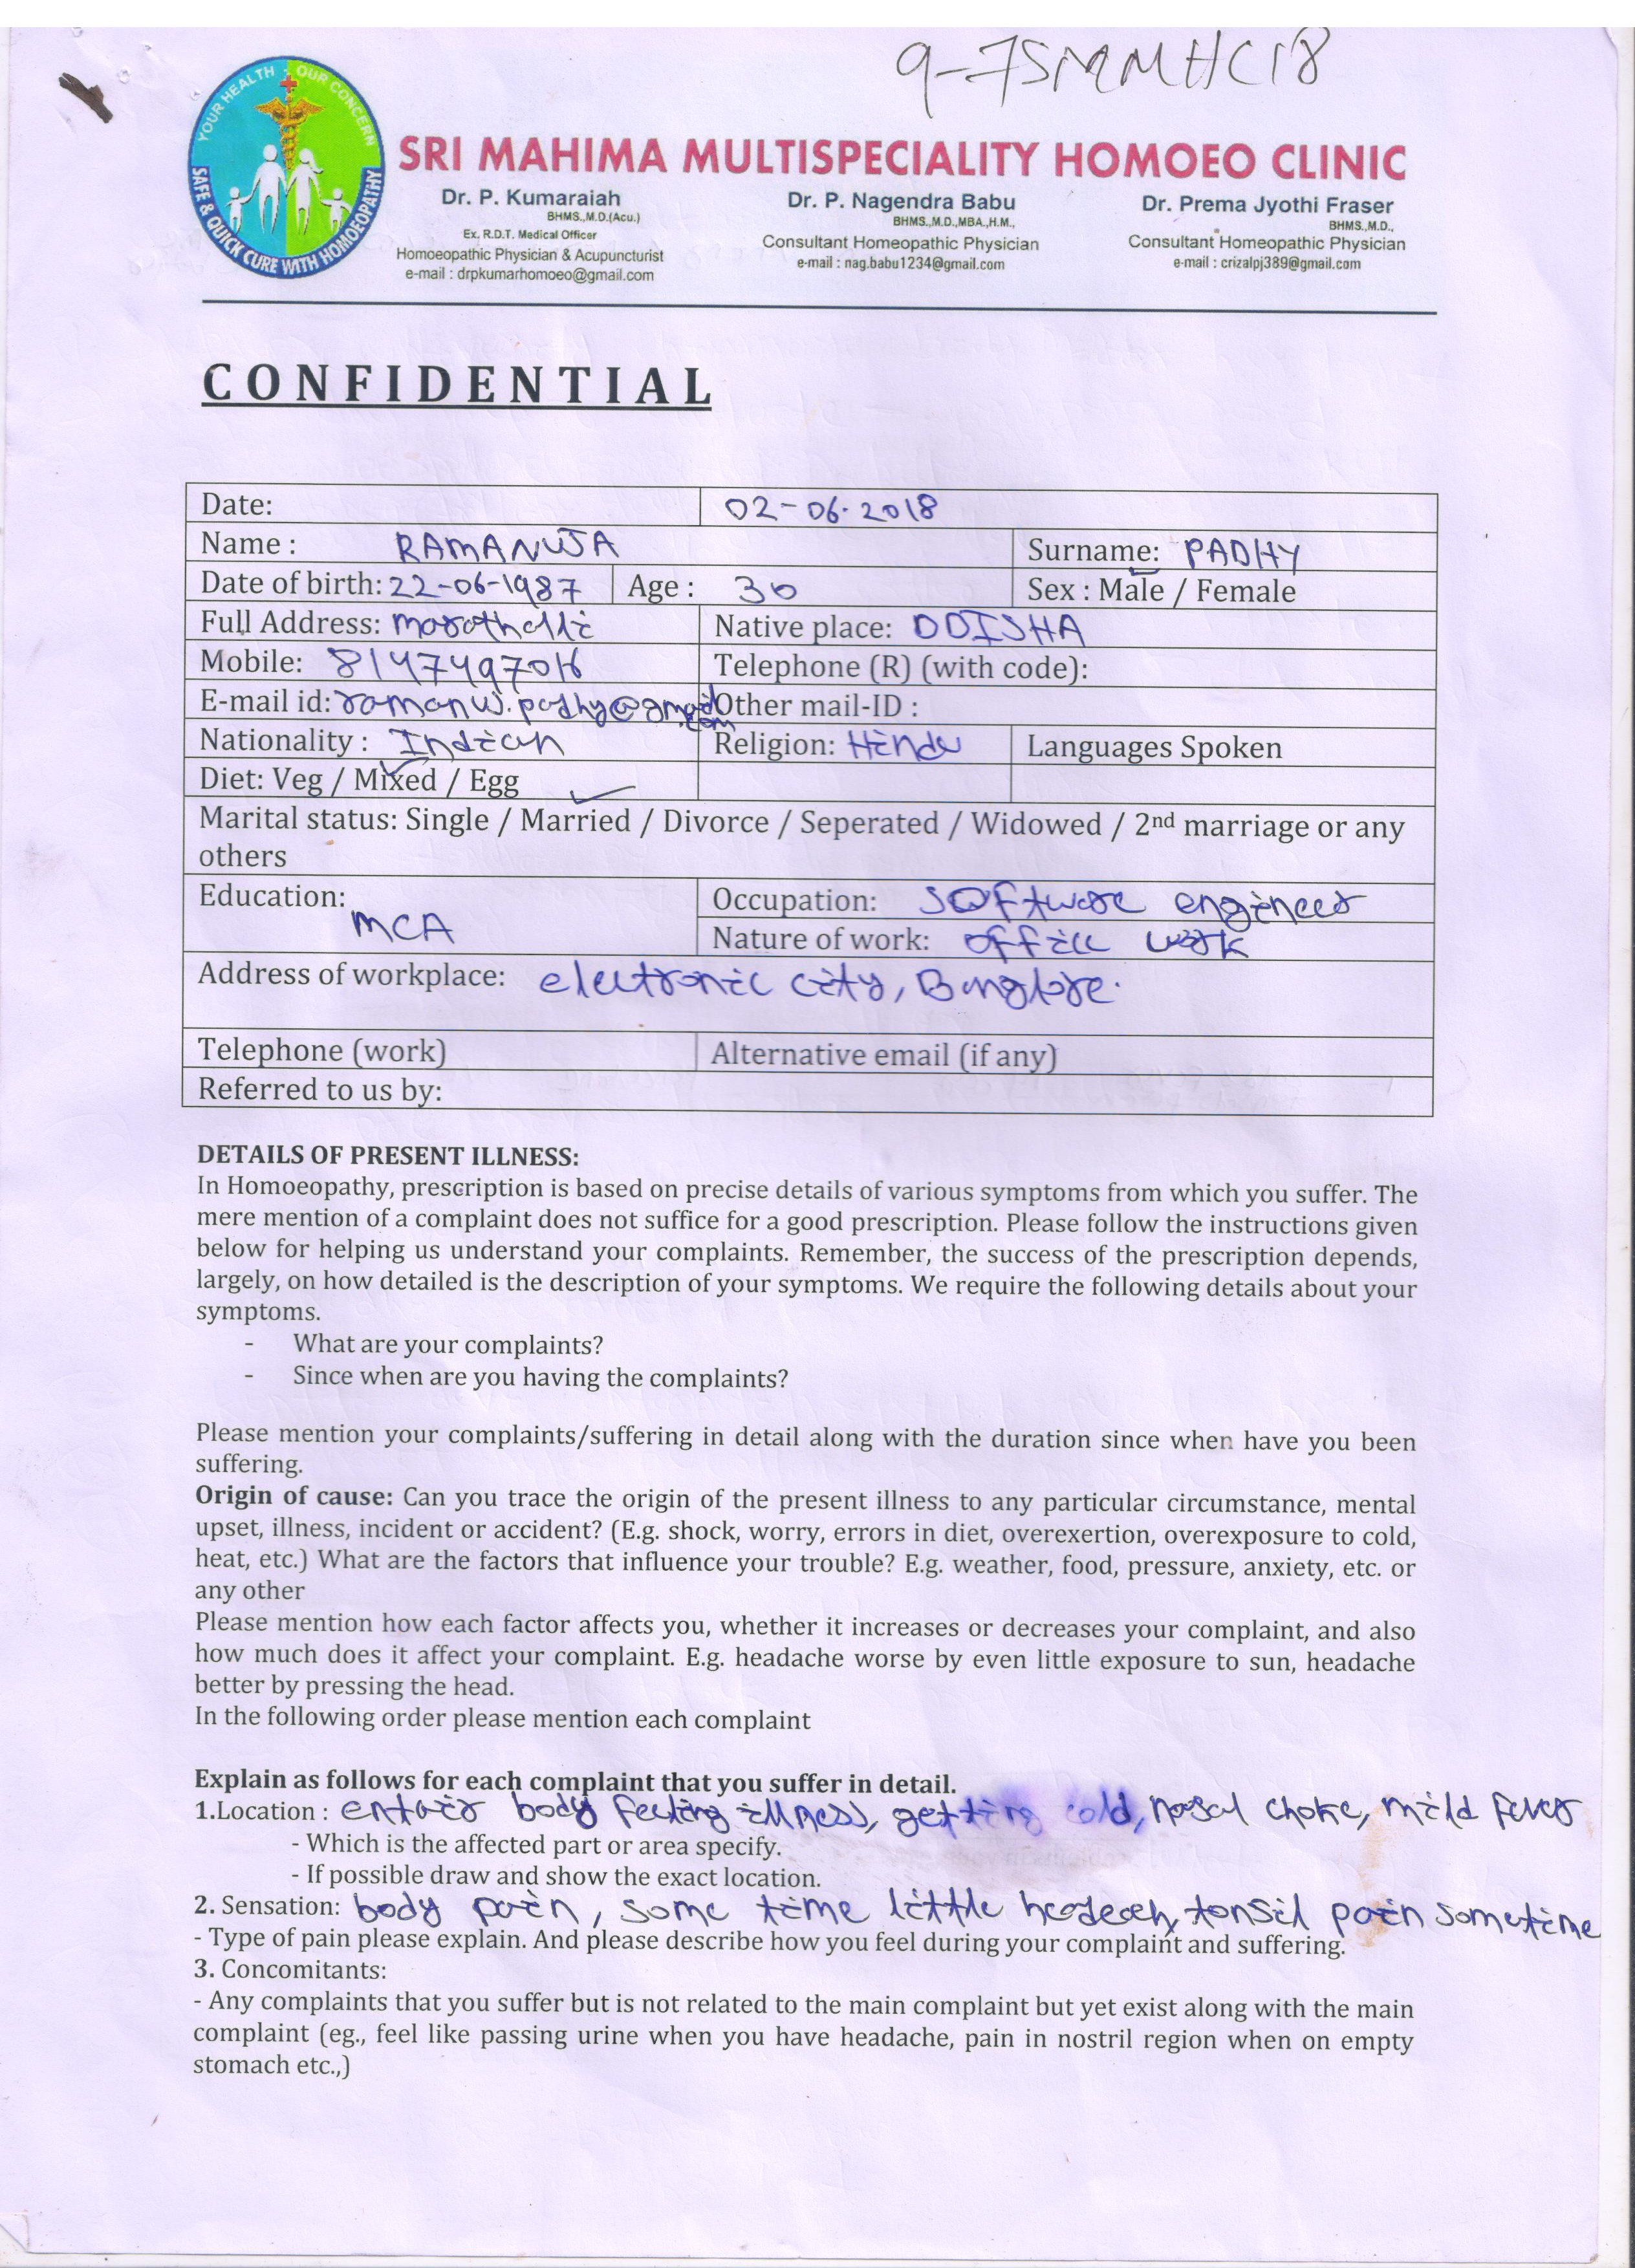 9-75MMHC18
YOUR HEALTH - OUR CONCERN
SAFE & QUICK CURE WITH HOMOEOPATHY
SRI MAHIMA MULTISPECIALITY HOMOEO CLINIC
Dr. P. Kumaraiah
BHMS.,M.D.(Acu.)
Ex. R.D.T. Medical Officer
Homoeopathic Physician & Acupuncturist
e-mail : drpkumarhomoeo@gmail.com
Dr. P. Nagendra Babu
BHMS.,M.D.,MBA.,H.M.,
Consultant Homeopathic Physician
e-mail : nag.babu1234@gmail.com
Dr. Prema Jyothi Fraser
BHMS.,M.D.,
Consultant Homeopathic Physician
e-mail : crizalpj389@gmail.com
CONFIDENTIAL
Date: 02-06-2018
Name : RAMANUJA Surname: PADHY
Date of birth: 22-06-1987 Age : 30 Sex : Male / Female
Full Address: marathalli Native place: ODISHA
Mobile: 8147497016 Telephone (R) (with code):
E-mail id: ramanuj.padhy@gmail.com Other mail-ID :
Nationality : Indian Religion: Hindu Languages Spoken
Diet: Veg / Mixed / Egg
Marital status: Single / Married / Divorce / Seperated / Widowed / 2nd marriage or any
others
Education: MCA Occupation: software engineer
Nature of work: office work
Address of workplace: electronic city, Banglore.
Telephone (work) Alternative email (if any)
Referred to us by:
DETAILS OF PRESENT ILLNESS:
In Homoeopathy, prescription is based on precise details of various symptoms from which you suffer. The
mere mention of a complaint does not suffice for a good prescription. Please follow the instructions given
below for helping us understand your complaints. Remember, the success of the prescription depends,
largely, on how detailed is the description of your symptoms. We require the following details about your
symptoms.
- What are your complaints?
- Since when are you having the complaints?
Please mention your complaints/suffering in detail along with the duration since when have you been
suffering.
Origin of cause: Can you trace the origin of the present illness to any particular circumstance, mental
upset, illness, incident or accident? (E.g. shock, worry, errors in diet, overexertion, overexposure to cold,
heat, etc.) What are the factors that influence your trouble? E.g. weather, food, pressure, anxiety, etc. or
any other
Please mention how each factor affects you, whether it increases or decreases your complaint, and also
how much does it affect your complaint. E.g. headache worse by even little exposure to sun, headache
better by pressing the head.
In the following order please mention each complaint
Explain as follows for each complaint that you suffer in detail.
1.Location : entair body feeling illness, getting cold, nasal choke, mild fever
- Which is the affected part or area specify.
- If possible draw and show the exact location.
2. Sensation: body pain, some time little headeach, tonsil pain sometime
- Type of pain please explain. And please describe how you feel during your complaint and suffering.
3. Concomitants:
- Any complaints that you suffer but is not related to the main complaint but yet exist along with the main
complaint (eg., feel like passing urine when you have headache, pain in nostril region when on empty
stomach etc.,)